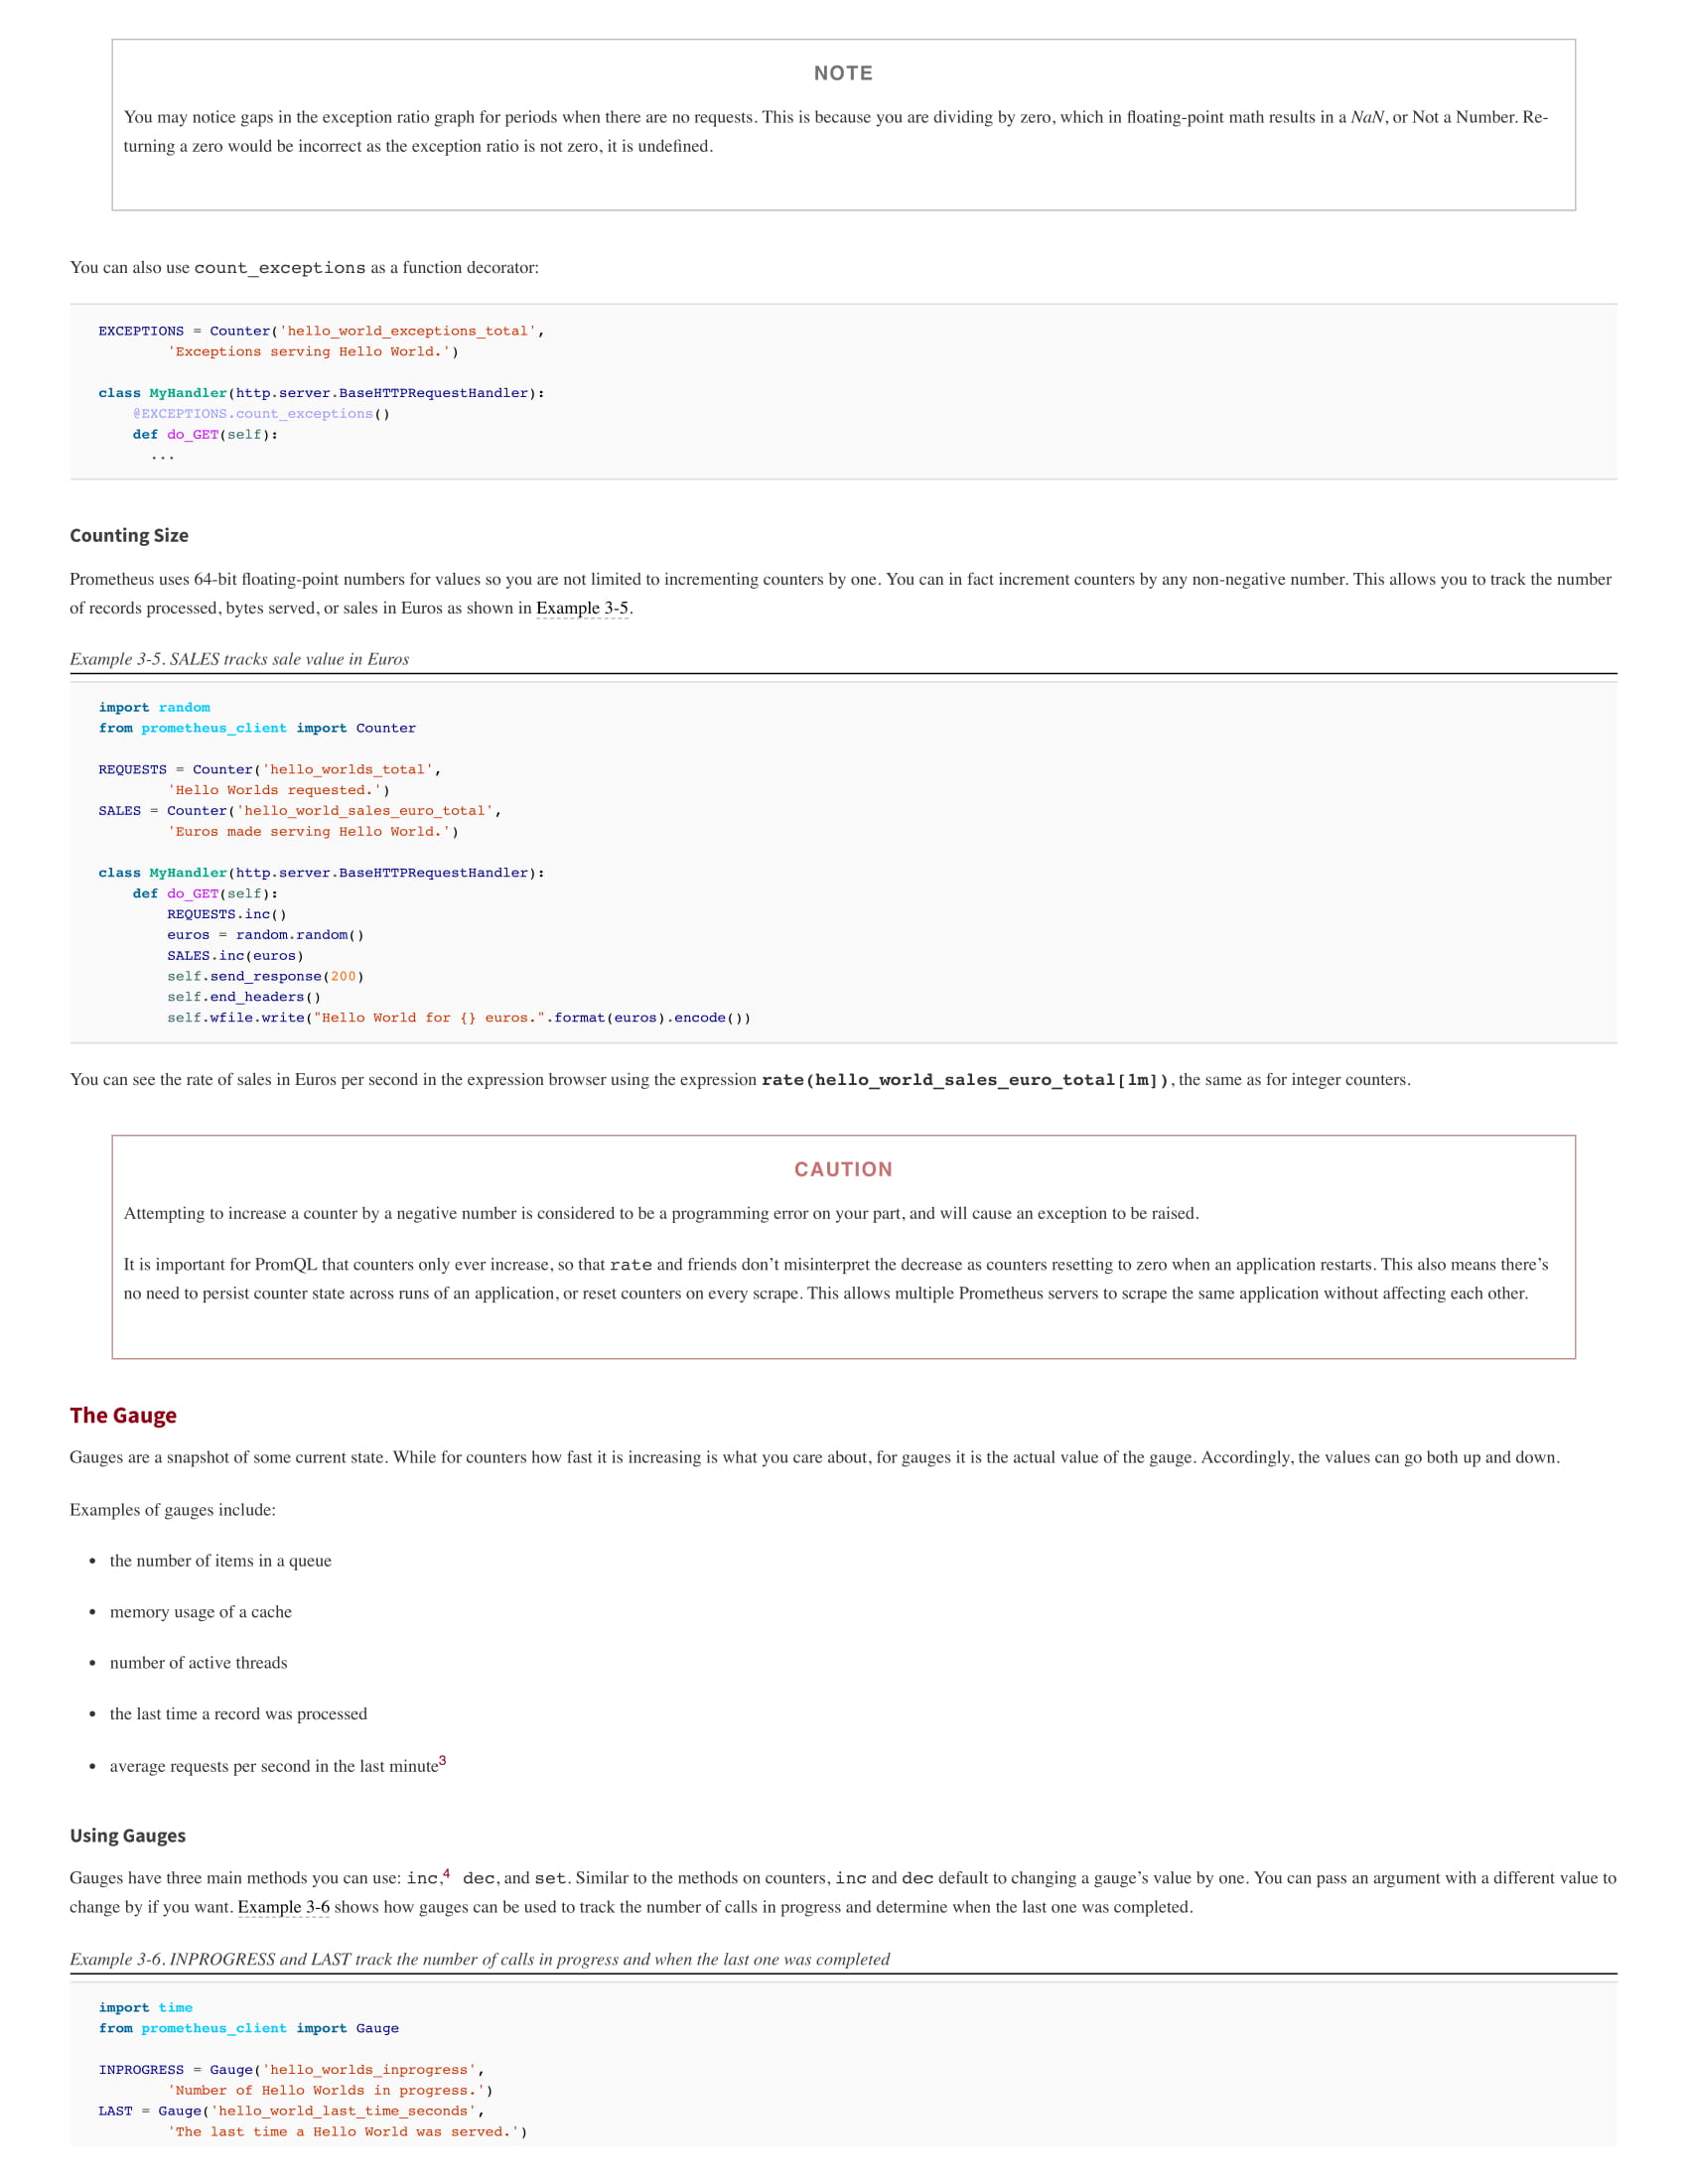 NOTE
You may notice gaps in the exception ratio graph for periods when there are no requests. This is because you are dividing by zero, which in floating-point math results in a NaN, or Not a Number. Re-
turning a zero would be incorrect as the exception ratio is not zero, it is undefined.
You can also use count_exceptions as a function decorator:
EXCEPTIONS = Counter('hello_world_exceptions_total',
        'Exceptions serving Hello World.')
class MyHandler(http.server.BaseHTTPRequestHandler):
    @EXCEPTIONS.count_exceptions()
    def do_GET(self):
      ...
Counting Size
Prometheus uses 64-bit floating-point numbers for values so you are not limited to incrementing counters by one. You can in fact increment counters by any non-negative number. This allows you to track the number
of records processed, bytes served, or sales in Euros as shown in Example 3-5.
Example 3-5. SALES tracks sale value in Euros
import random
from prometheus_client import Counter
REQUESTS = Counter('hello_worlds_total',
        'Hello Worlds requested.')
SALES = Counter('hello_world_sales_euro_total',
        'Euros made serving Hello World.')
class MyHandler(http.server.BaseHTTPRequestHandler):
    def do_GET(self):
        REQUESTS.inc()
        euros = random.random()
        SALES.inc(euros)
        self.send_response(200)
        self.end_headers()
        self.wfile.write("Hello World for {} euros.".format(euros).encode())
You can see the rate of sales in Euros per second in the expression browser using the expression rate(hello_world_sales_euro_total[1m]), the same as for integer counters.
CAUTION
Attempting to increase a counter by a negative number is considered to be a programming error on your part, and will cause an exception to be raised.
It is important for PromQL that counters only ever increase, so that rate and friends don’t misinterpret the decrease as counters resetting to zero when an application restarts. This also means there’s
no need to persist counter state across runs of an application, or reset counters on every scrape. This allows multiple Prometheus servers to scrape the same application without affecting each other.
The Gauge
Gauges are a snapshot of some current state. While for counters how fast it is increasing is what you care about, for gauges it is the actual value of the gauge. Accordingly, the values can go both up and down.
Examples of gauges include:
• the number of items in a queue
• memory usage of a cache
• number of active threads
• the last time a record was processed
• average requests per second in the last minute3
Using Gauges
Gauges have three main methods you can use: inc,4 dec, and set. Similar to the methods on counters, inc and dec default to changing a gauge’s value by one. You can pass an argument with a different value to
change by if you want. Example 3-6 shows how gauges can be used to track the number of calls in progress and determine when the last one was completed.
Example 3-6. INPROGRESS and LAST track the number of calls in progress and when the last one was completed
import time
from prometheus_client import Gauge
INPROGRESS = Gauge('hello_worlds_inprogress',
        'Number of Hello Worlds in progress.')
LAST = Gauge('hello_world_last_time_seconds',
        'The last time a Hello World was served.')